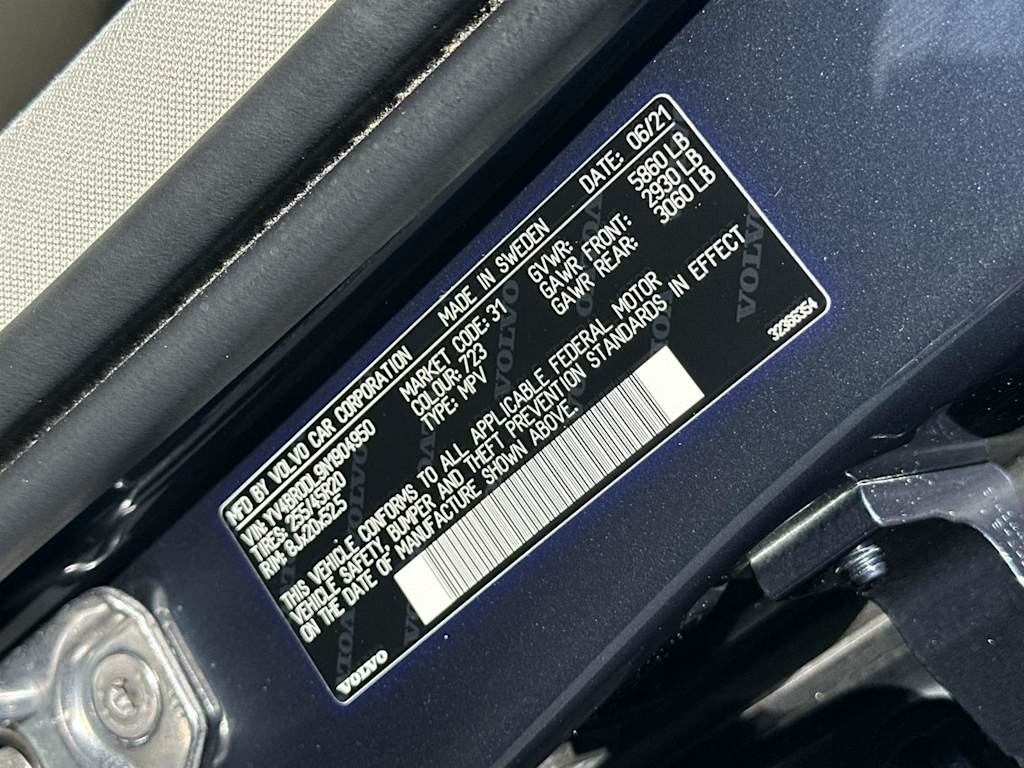 MFD BY VOLVO CAR CORPORATION MADE IN SWEDEN DATE: 06/21
VIN: YV4BR0DL9N1904950 MARKET CODE: 31 GVWR: 5860 LB
TIRES: 255/45R20 COLOUR: 723 GAWR FRONT: 2930 LB
RIM: 8Jx20x52.5 TYPE: MPV GAWR REAR: 3060 LB
THIS VEHICLE CONFORMS TO ALL APPLICABLE FEDERAL MOTOR
VEHICLE SAFETY, BUMPER AND THEFT PREVENTION STANDARDS IN EFFECT
ON THE DATE OF MANUFACTURE SHOWN ABOVE.
VOLVO 32366354